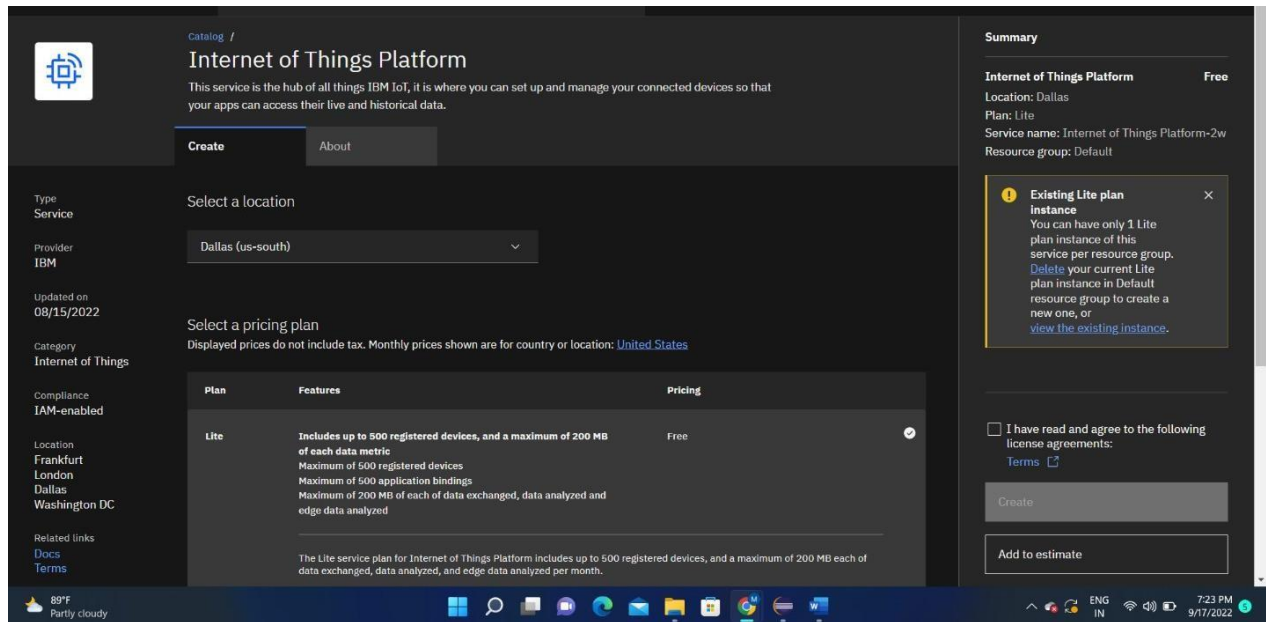 Catalog /
Internet of Things Platform
This service is the hub of all things IBM IoT, it is where you can set up and manage your connected devices so that
your apps can access their live and historical data.
Create
About
Type
Service
Provider
IBM
Updated on
08/15/2022
Category
Internet of Things
Compliance
IAM-enabled
Location
Frankfurt
London
Dallas
Washington DC
Related links
Docs
Terms
Select a location
Dallas (us-south)
Select a pricing plan
Displayed prices do not include tax. Monthly prices shown are for country or location: United States
Plan Features Pricing
Lite Includes up to 500 registered devices, and a maximum of 200 MB Free
of each data metric
Maximum of 500 registered devices
Maximum of 500 application bindings
Maximum of 200 MB of each of data exchanged, data analyzed and
edge data analyzed
The Lite service plan for Internet of Things Platform includes up to 500 registered devices, and a maximum of 200 MB each of
data exchanged, data analyzed, and edge data analyzed per month.
Summary
Internet of Things Platform Free
Location: Dallas
Plan: Lite
Service name: Internet of Things Platform-2w
Resource group: Default
Existing Lite plan
instance
You can have only 1 Lite
plan instance of this
service per resource group.
Delete your current Lite
plan instance in Default
resource group to create a
new one, or
view the existing instance.
I have read and agree to the following
license agreements:
Terms
Create
Add to estimate
89°F
Partly cloudy
ENG
IN
7:23 PM
9/17/2022
5